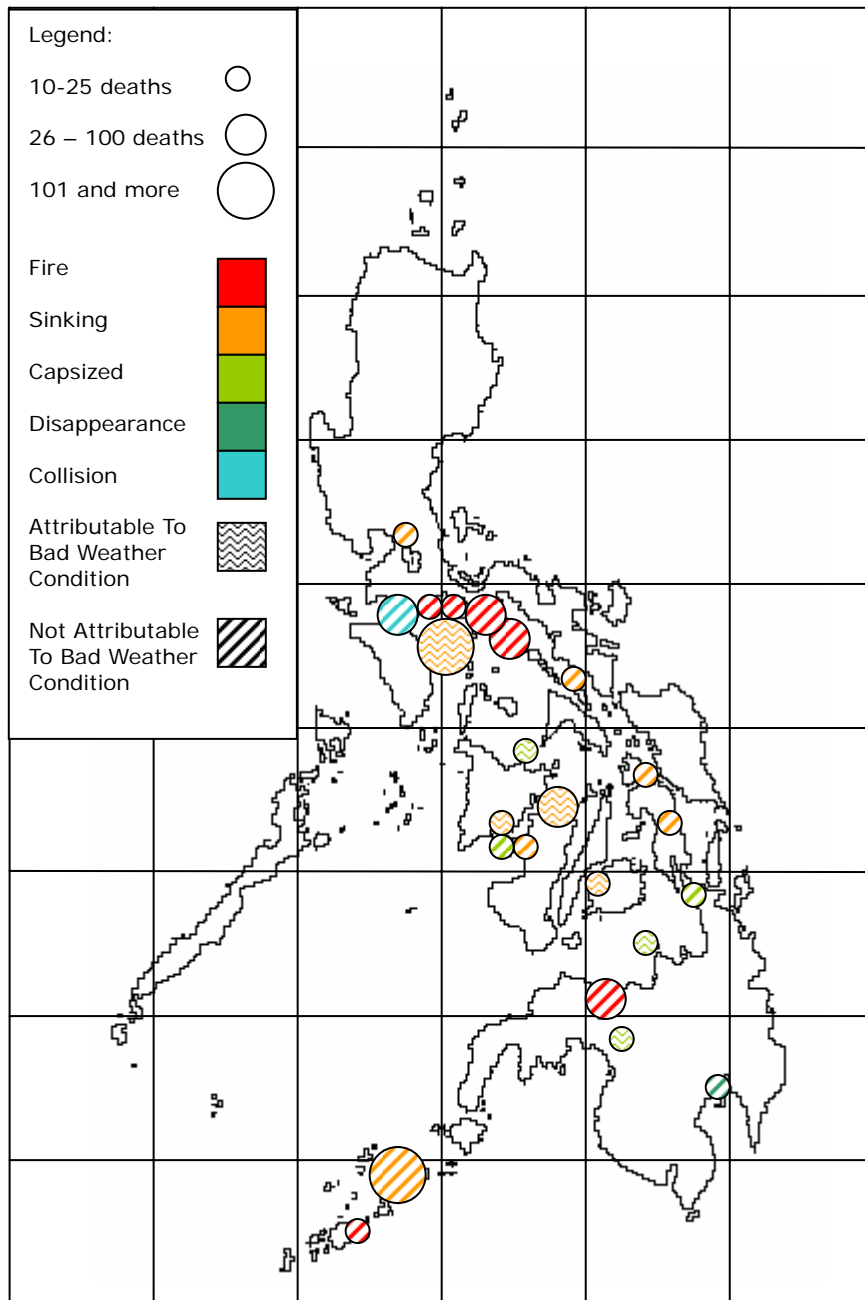 Legend:
10-25 deaths
26 – 100 deaths
101 and more
Fire
Sinking
Capsized
Disappearance
Collision
Attributable To
Bad Weather
Condition
Not Attributable
To Bad Weather
Condition